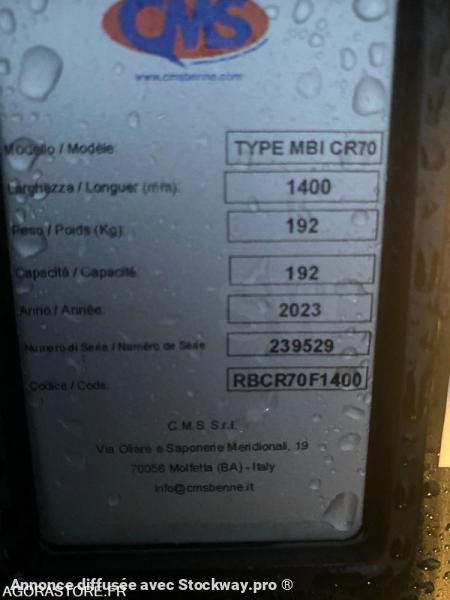 CMS
www.cmsbenne.com
Modello / Modèle: TYPE MBI CR70
Larghezza / Longuer (mm): 1400
Peso / Poids (Kg): 192
Capacità / Capacité: 192
Anno / Année: 2023
Numero di Serie / Numéro de Série 239529
Codice / Code: RBCR70F1400
C.M.S. S.r.l.
Via Oliere e Saponerie Meridionali, 19
70056 Molfetta (BA) - Italy
info@cmsbenne.it
Annonce diffusée avec Stockway.pro ®
AGORASTORE.FR